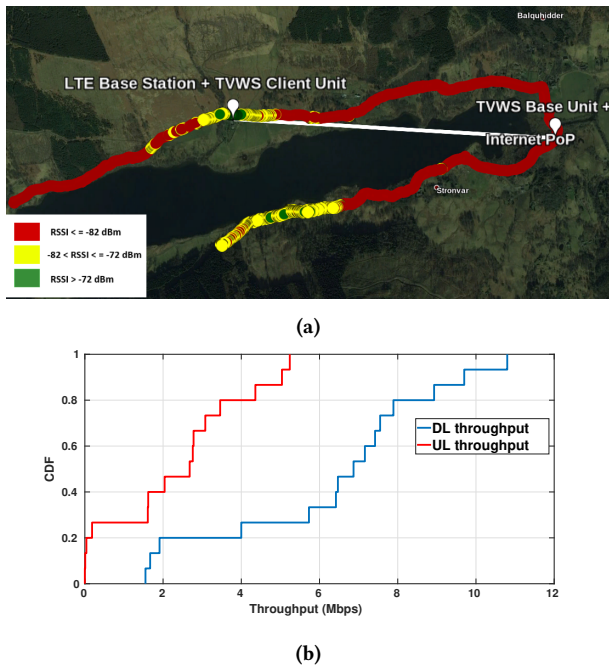 Balquhidder
LTE Base Station + TVWS Client Unit
TVWS Base Unit +
Internet PoP
Stronvar
RSSI < = -82 dBm
-82 < RSSI < = -72 dBm
RSSI > -72 dBm
(a)
1
0.8
0.6
0.4
0.2
0
CDF
DL throughput
UL throughput
0 2 4 6 8 10 12
Throughput (Mbps)
(b)